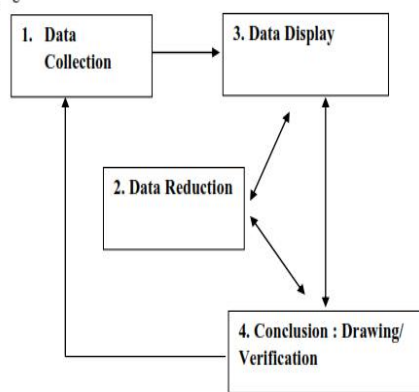 1. Data
Collection
3. Data Display
2. Data Reduction
4. Conclusion : Drawing/
Verification